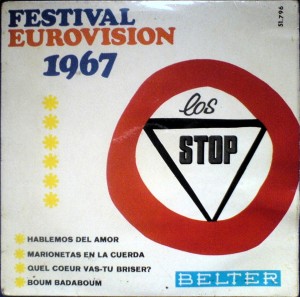 FESTIVAL
EUROVISION
1967
51.796
los
STOP
HABLEMOS DEL AMOR
MARIONETAS EN LA CUERDA
QUEL COEUR VAS-TU BRISER?
BOUM BADABOUM
BELTER